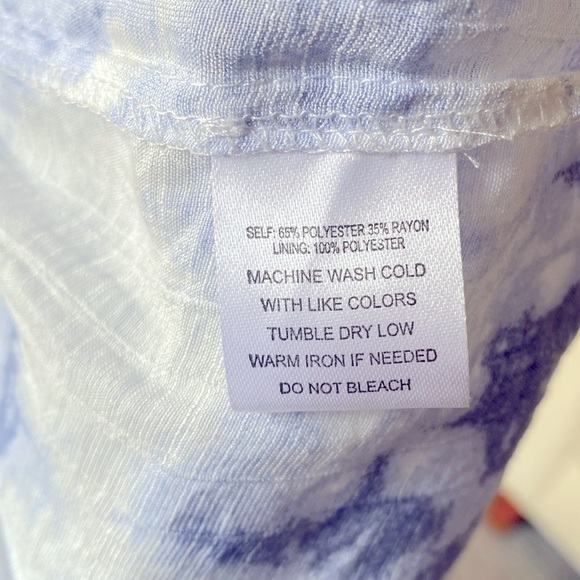 SELF: 65% POLYESTER 35% RAYON
LINING: 100% POLYESTER
MACHINE WASH COLD
WITH LIKE COLORS
TUMBLE DRY LOW
WARM IRON IF NEEDED
DO NOT BLEACH